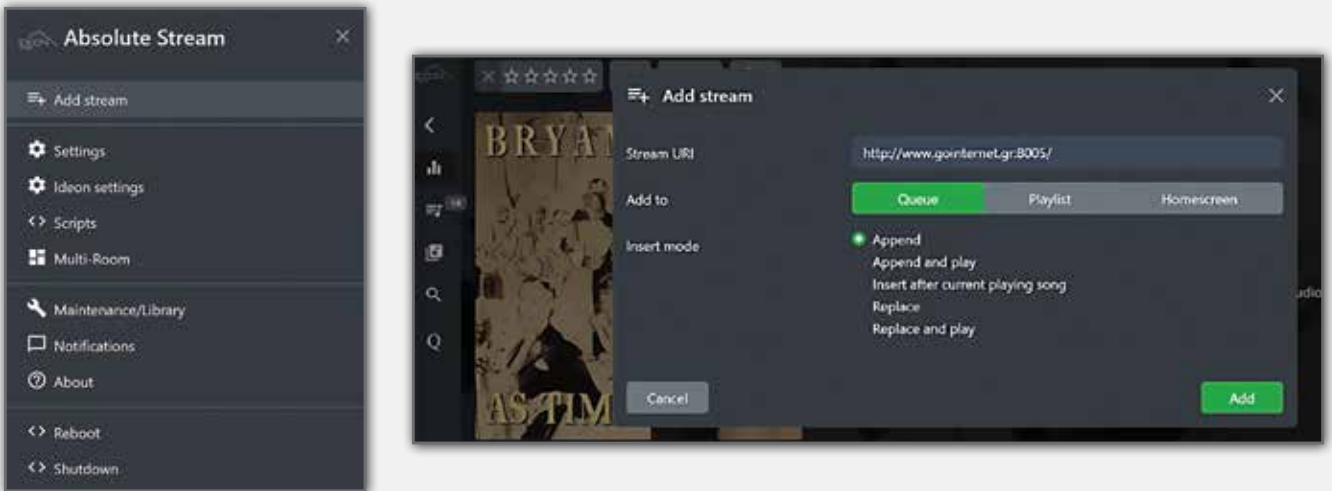 Absolute Stream
Add stream
Settings
Ideon settings
Scripts
Multi-Room
Maintenance/Library
Notifications
About
Reboot
Shutdown
BRYA
AS TIM
Add stream
Stream URI
http://www.gointernet.gr:8005/
Add to
Queue Playlist Homescreen
Insert mode
Append
Append and play
Insert after current playing song
Replace
Replace and play
udio
Cancel
Add